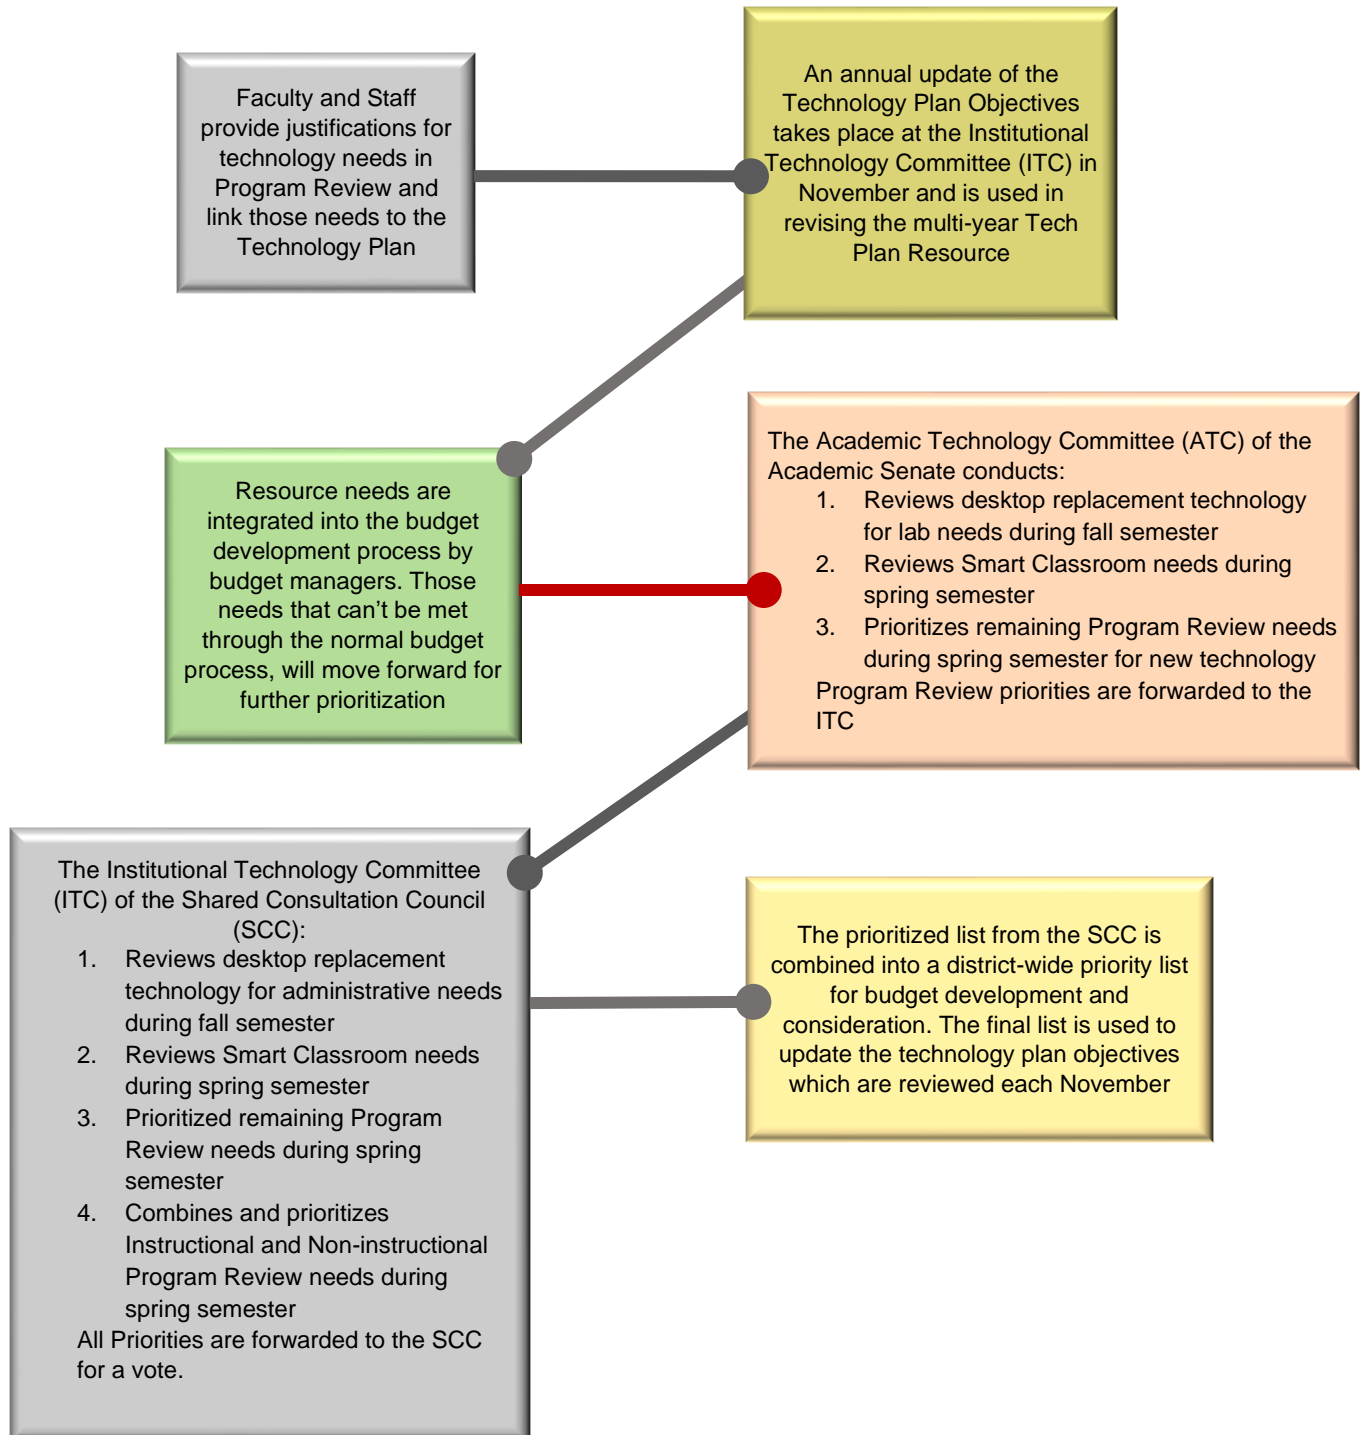 Faculty and Staff
provide justifications for
technology needs in
Program Review and
link those needs to the
Technology Plan
An annual update of the
Technology Plan Objectives
takes place at the Institutional
Technology Committee (ITC) in
November and is used in
revising the multi-year Tech
Plan Resource
Resource needs are
integrated into the budget
development process by
budget managers. Those
needs that can’t be met
through the normal budget
process, will move forward for
further prioritization
The Academic Technology Committee (ATC) of the
Academic Senate conducts:
1. Reviews desktop replacement technology
for lab needs during fall semester
2. Reviews Smart Classroom needs during
spring semester
3. Prioritizes remaining Program Review needs
during spring semester for new technology
Program Review priorities are forwarded to the
ITC
The Institutional Technology Committee
(ITC) of the Shared Consultation Council
(SCC):
1. Reviews desktop replacement
technology for administrative needs
during fall semester
2. Reviews Smart Classroom needs
during spring semester
3. Prioritized remaining Program
Review needs during spring
semester
4. Combines and prioritizes
Instructional and Non-instructional
Program Review needs during
spring semester
All Priorities are forwarded to the SCC
for a vote.
The prioritized list from the SCC is
combined into a district-wide priority list
for budget development and
consideration. The final list is used to
update the technology plan objectives
which are reviewed each November